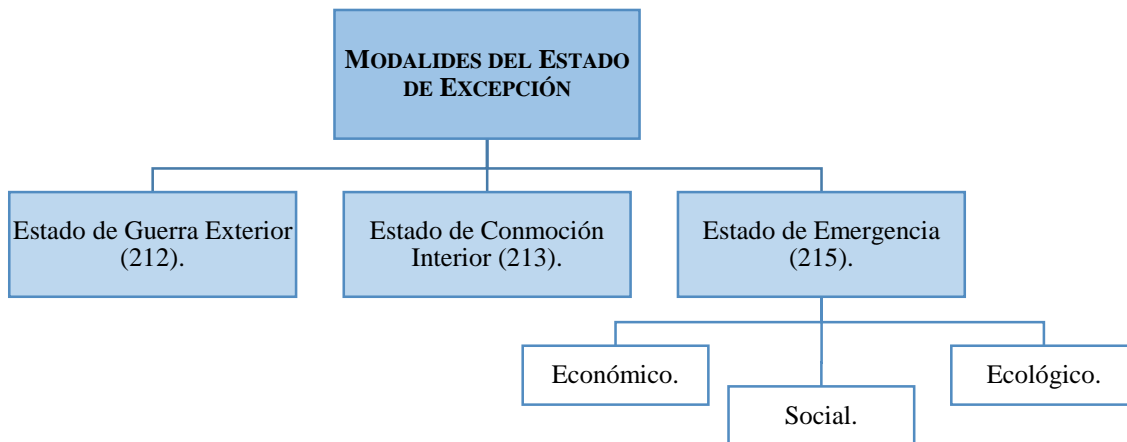 MODALIDES DEL ESTADO
DE EXCEPCIÓN
Estado de Guerra Exterior
(212).
Estado de Conmoción
Interior (213).
Estado de Emergencia
(215).
Económico.
Social.
Ecológico.